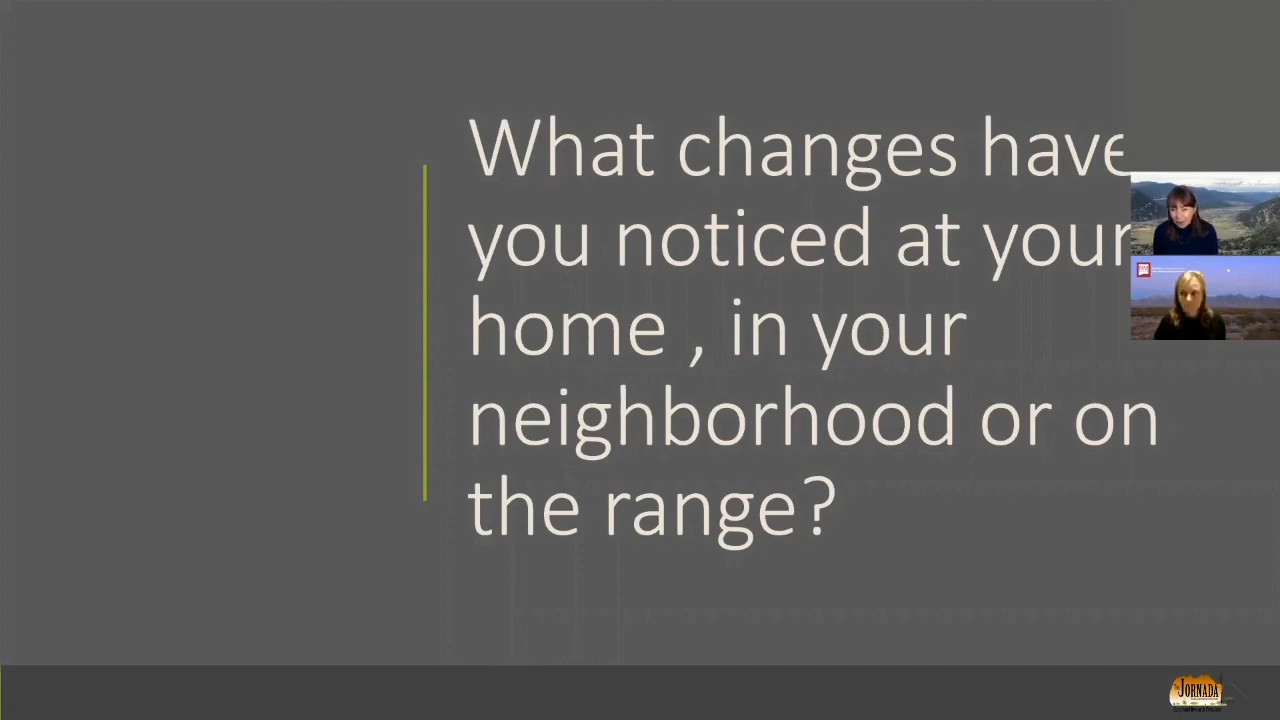 What changes have
you noticed at your
home , in your
neighborhood or on
the range?
JORNADA